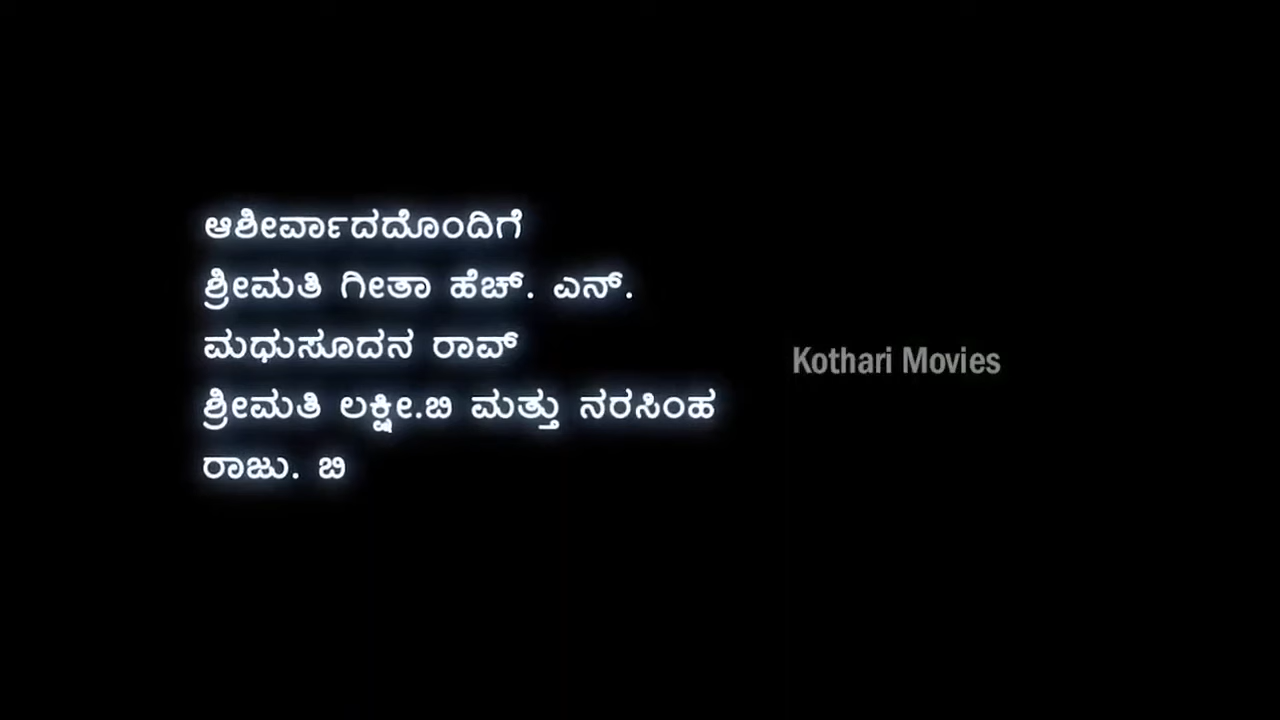 ಆಶೀರ್ವಾದದೊಂದಿಗೆ
ಶ್ರೀಮತಿ ಗೀತಾ ಹೆಚ್. ಎನ್.
ಮಧುಸೂದನ ರಾವ್
ಶ್ರೀಮತಿ ಲಕ್ಷೀ.ಬಿ ಮತ್ತು ನರಸಿಂಹ
ರಾಜು. ಬಿ
Kothari Movies